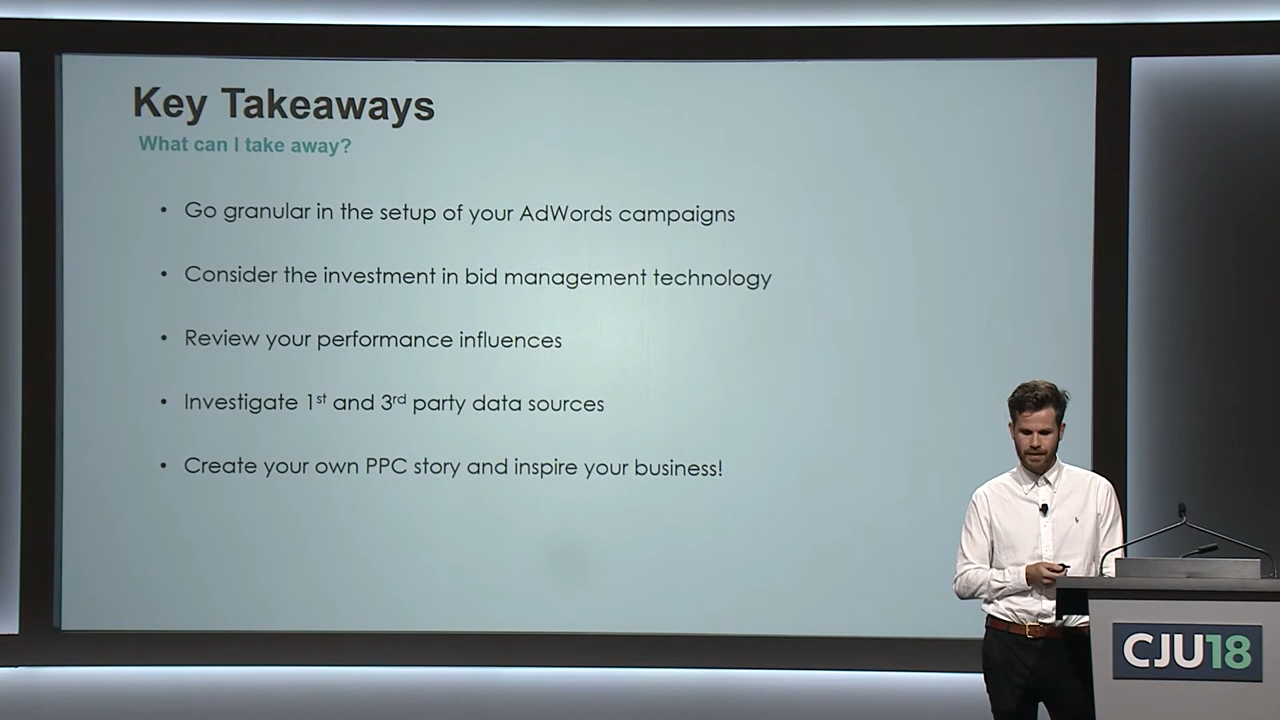 Key Takeaways
What can I take away?
• Go granular in the setup of your AdWords campaigns
• Consider the investment in bid management technology
• Review your performance influences
• Investigate 1st and 3rd party data sources
• Create your own PPC story and inspire your business!
CJU18